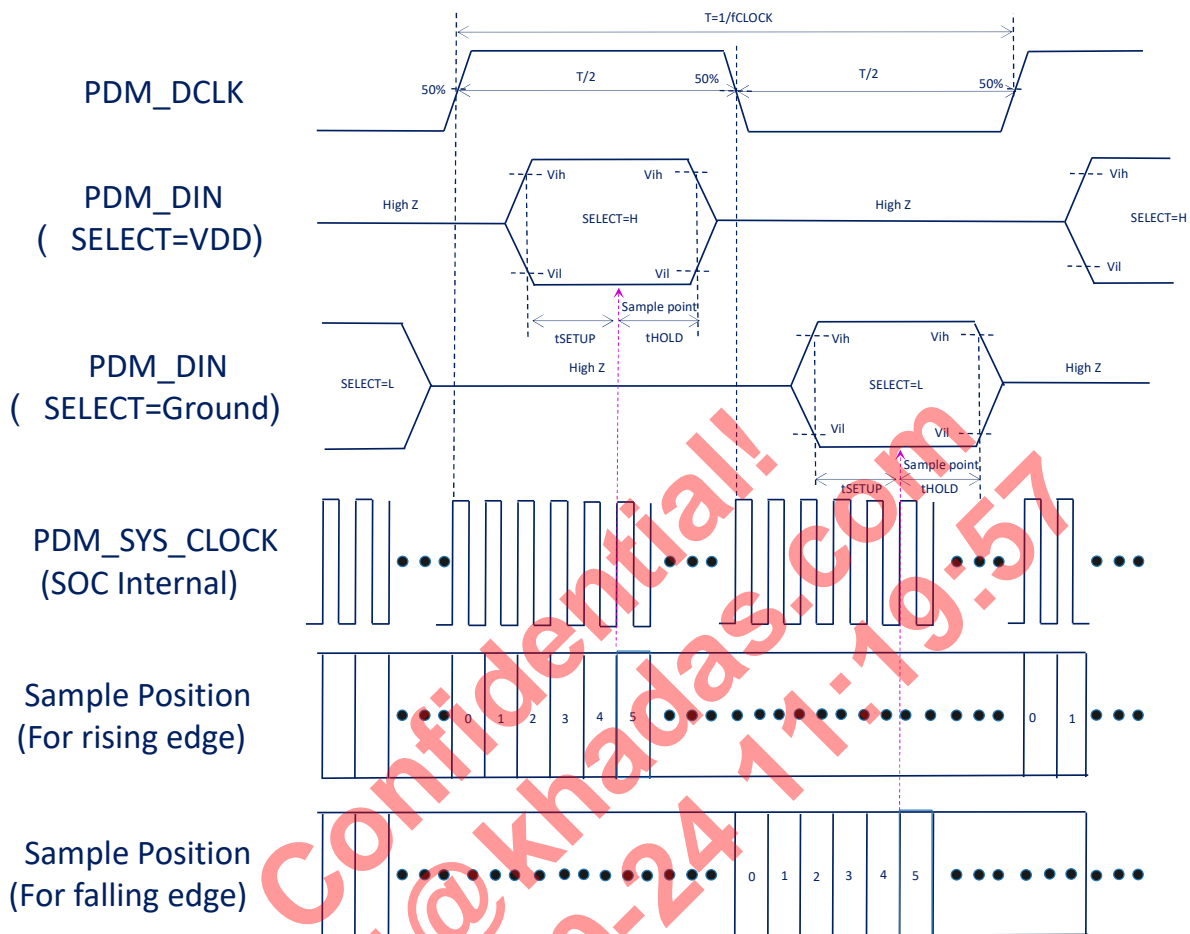 T=1/fCLOCK
PDM_DCLK
50%
T/2
50%
T/2
50%
PDM_DIN
( SELECT=VDD)
High Z
Vih
Vih
SELECT=H
Vil
Vil
High Z
Vih
SELECT=H
Vil
Sample point
tSETUP
tHOLD
PDM_DIN
( SELECT=Ground)
SELECT=L
High Z
Vih
Vih
SELECT=L
Vil
Vil
High Z
Sample point
tSETUP
tHOLD
PDM_SYS_CLOCK
(SOC Internal)
Sample Position
(For rising edge)
0 1 2 3 4 5 0 1
Sample Position
(For falling edge)
0 1 2 3 4 5
Confidential!
@khadas.com
-24 11:19:57